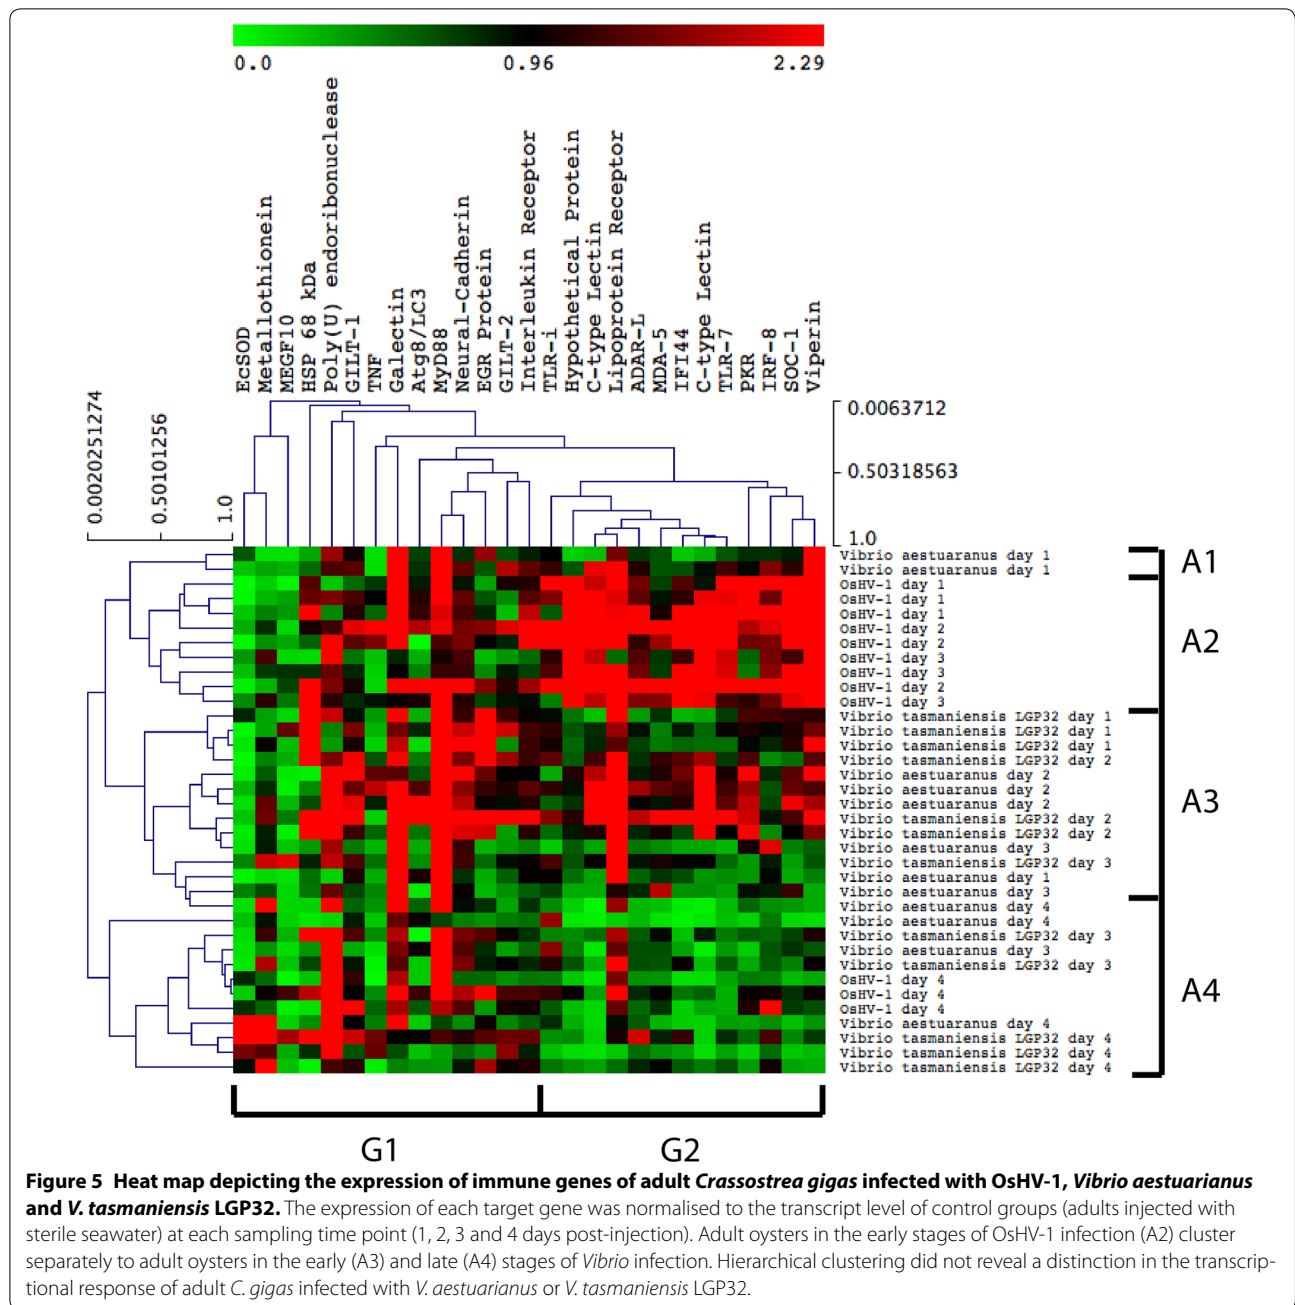 0.0 0.96 2.29
EcSOD
Metallothionein
MEGF10
HSP 68 kDa
Poly(U) endoribonuclease
GILT-1
TNF
Galectin
Atg8/LC3
MyD88
Neural-Cadherin
EGR Protein
GILT-2
Interleukin Receptor
TLR-i
Hypothetical Protein
C-type Lectin
Lipoprotein Receptor
ADAR-L
MDA-5
IFI44
C-type Lectin
TLR-7
PKR
IRF-8
SOC-1
Viperin
0.0020251274
0.50101256
1.0
0.0063712
0.50318563
1.0
Vibrio aestuaranus day 1
Vibrio aestuaranus day 1
OsHV-1 day 1
OsHV-1 day 1
OsHV-1 day 1
OsHV-1 day 2
OsHV-1 day 2
OsHV-1 day 3
OsHV-1 day 3
OsHV-1 day 2
OsHV-1 day 3
Vibrio tasmaniensis LGP32 day 1
Vibrio tasmaniensis LGP32 day 1
Vibrio tasmaniensis LGP32 day 1
Vibrio tasmaniensis LGP32 day 2
Vibrio aestuaranus day 2
Vibrio aestuaranus day 2
Vibrio aestuaranus day 2
Vibrio tasmaniensis LGP32 day 2
Vibrio tasmaniensis LGP32 day 2
Vibrio aestuaranus day 3
Vibrio tasmaniensis LGP32 day 3
Vibrio aestuaranus day 1
Vibrio aestuaranus day 3
Vibrio aestuaranus day 4
Vibrio aestuaranus day 4
Vibrio tasmaniensis LGP32 day 3
Vibrio aestuaranus day 3
Vibrio tasmaniensis LGP32 day 3
OsHV-1 day 4
OsHV-1 day 4
OsHV-1 day 4
Vibrio aestuaranus day 4
Vibrio tasmaniensis LGP32 day 4
Vibrio tasmaniensis LGP32 day 4
Vibrio tasmaniensis LGP32 day 4
A1
A2
A3
A4
G1 G2
Figure 5 Heat map depicting the expression of immune genes of adult Crassostrea gigas infected with OsHV-1, Vibrio aestuarianus
and V. tasmaniensis LGP32. The expression of each target gene was normalised to the transcript level of control groups (adults injected with
sterile seawater) at each sampling time point (1, 2, 3 and 4 days post-injection). Adult oysters in the early stages of OsHV-1 infection (A2) cluster
separately to adult oysters in the early (A3) and late (A4) stages of Vibrio infection. Hierarchical clustering did not reveal a distinction in the transcrip-
tional response of adult C. gigas infected with V. aestuarianus or V. tasmaniensis LGP32.